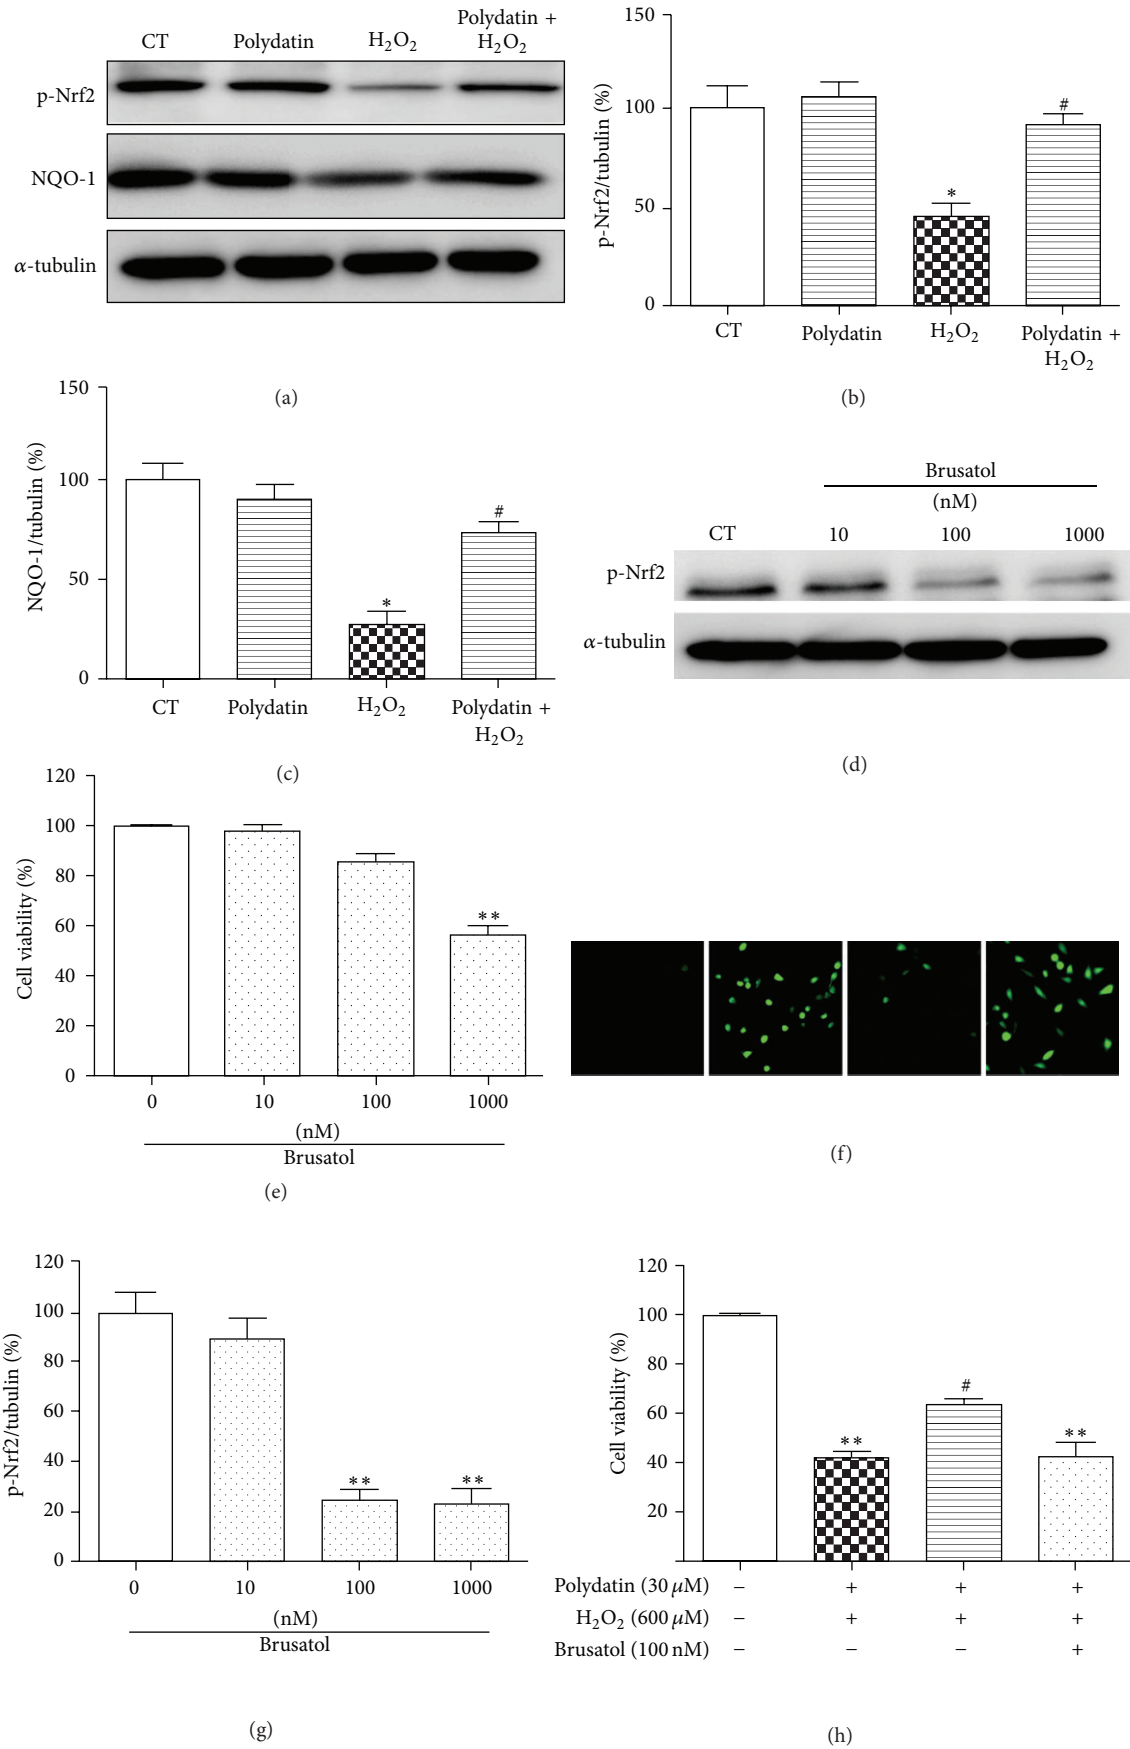 CT Polydatin H₂O₂ Polydatin +
H₂O₂
p-Nrf2
NQO-1
α-tubulin
(a)
p-Nrf2/tubulin (%)
150
100
50
0
*
#
CT Polydatin H₂O₂ Polydatin +
H₂O₂
(b)
NQO-1/tubulin (%)
150
100
50
0
*
#
CT Polydatin H₂O₂ Polydatin +
H₂O₂
(c)
Brusatol
(nM)
CT 10 100 1000
p-Nrf2
α-tubulin
(d)
Cell viability (%)
120
100
80
60
40
20
0
**
0 10 100 1000
(nM)
Brusatol
(e)
(f)
p-Nrf2/tubulin (%)
120
100
80
60
40
20
0
** **
0 10 100 1000
(nM)
Brusatol
(g)
Cell viability (%)
120
100
80
60
40
20
**
#
**
Polydatin (30 μM) − + + +
H₂O₂ (600 μM) − + + +
Brusatol (100 nM) − − − +
(h)